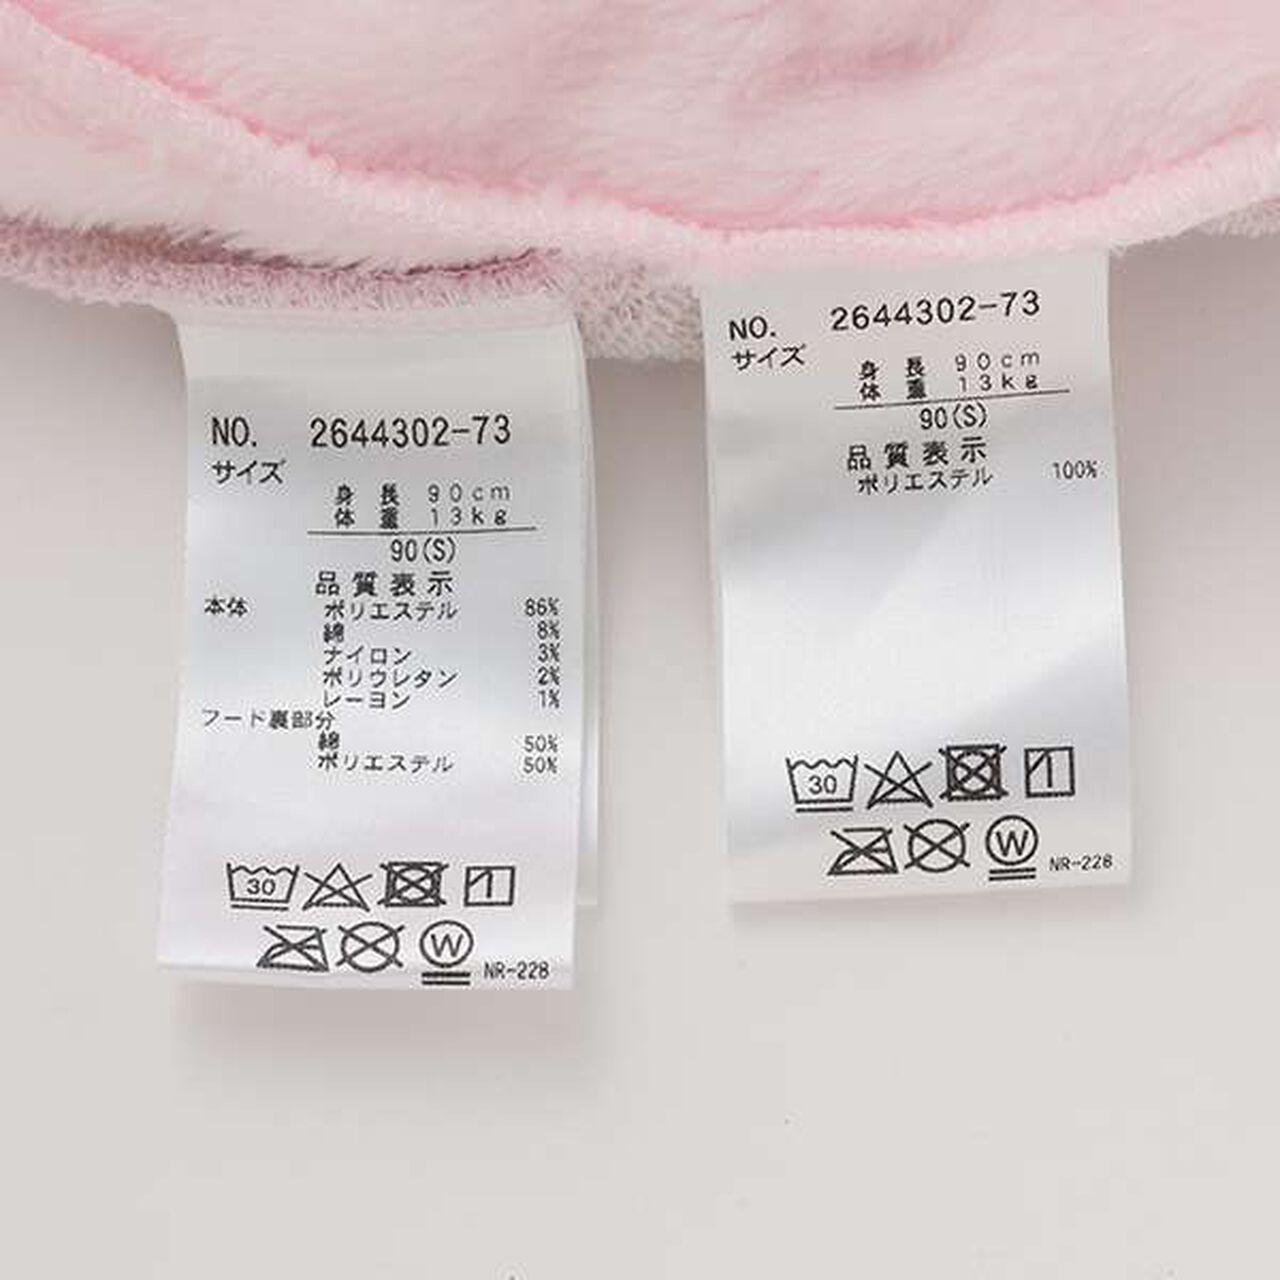 NO. 2644302-73
サイズ
身長 90cm
体重 13kg
90(S)
品質表示
本体 ポリエステル 86%
綿 8%
ナイロン 3%
ポリウレタン 2%
レーヨン 1%
フード裏部分
綿 50%
ポリエステル 50%
30
W NR-228
NO. 2644302-73
サイズ
身長 90cm
体重 13kg
90(S)
品質表示
ポリエステル 100%
30
W NR-228